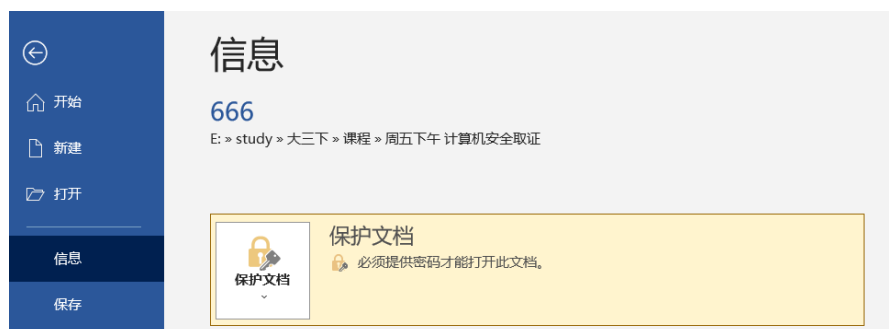 信息
666
E: » study » 大三下 » 课程 » 周五下午 计算机安全取证
开始
新建
打开
信息
保存
保护文档
保护文档
必须提供密码才能打开此文档。